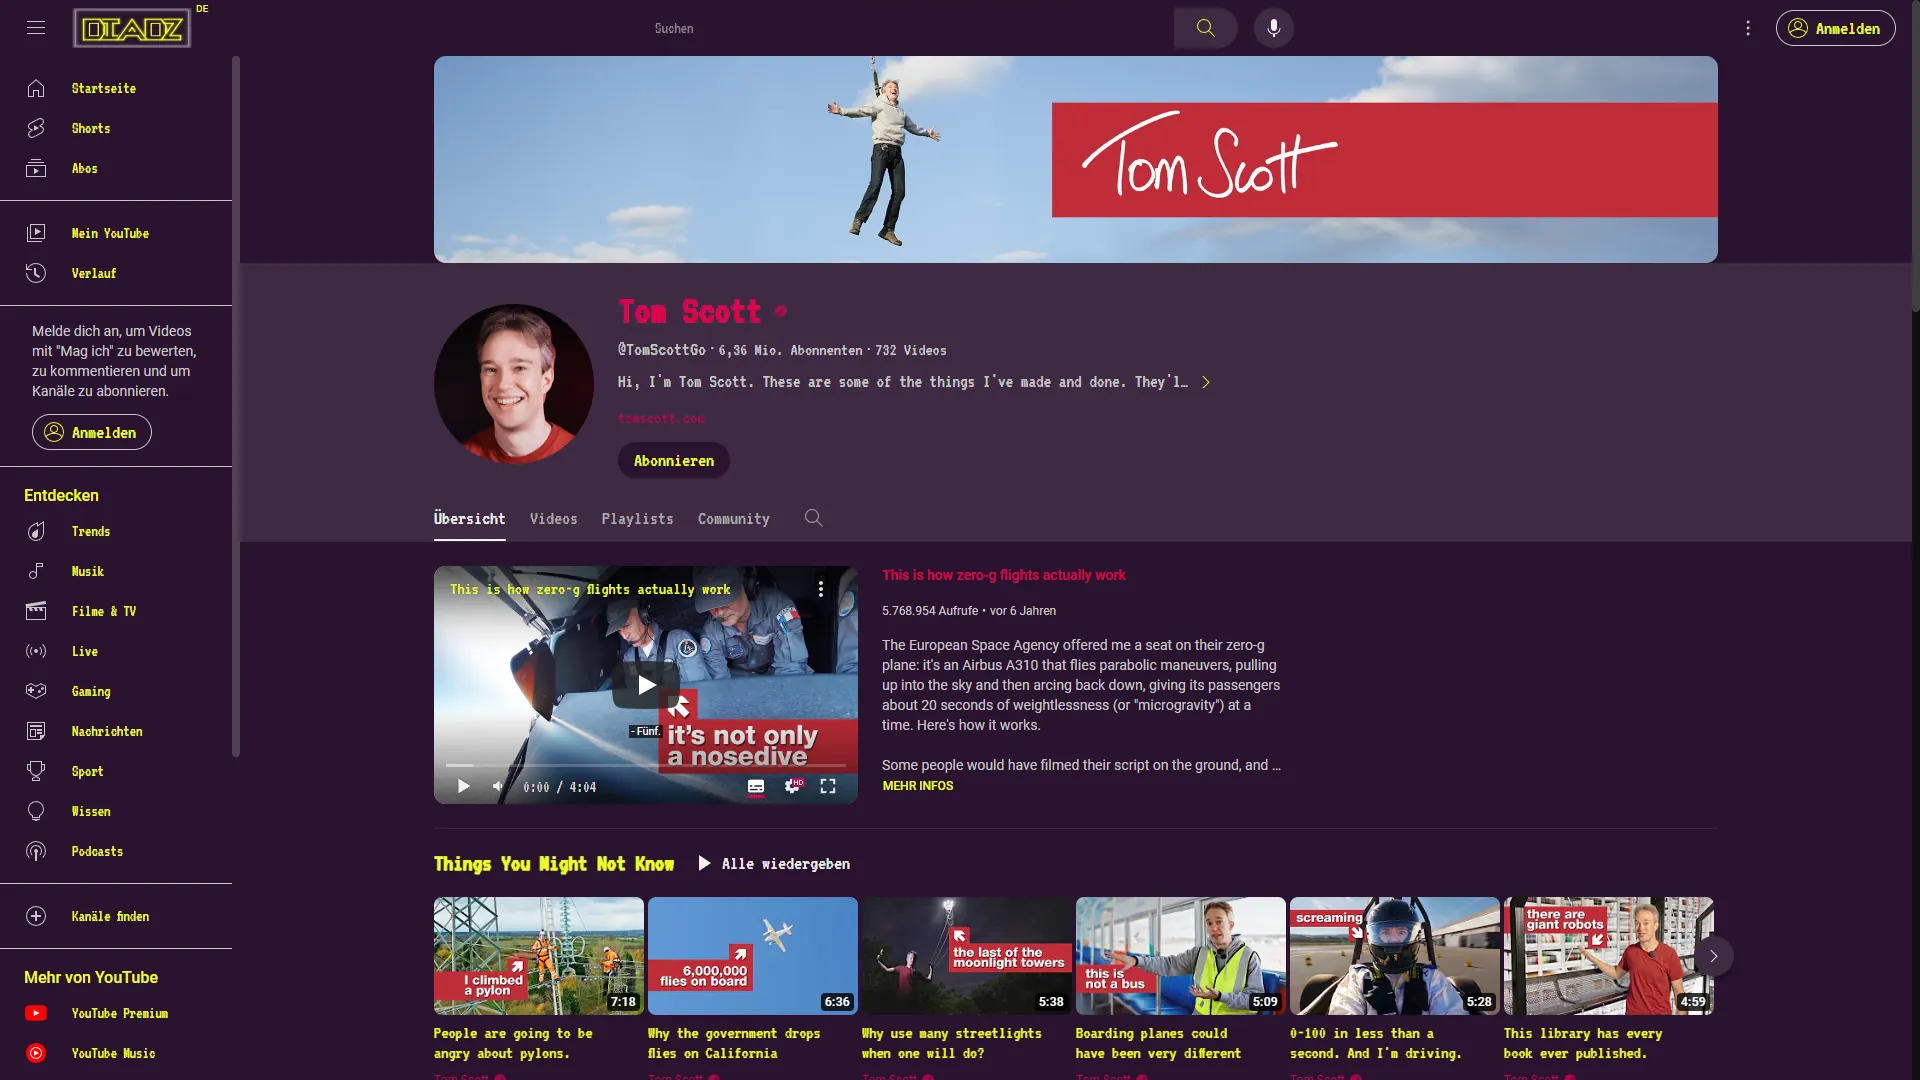 DIADZ
DE
Suchen
Anmelden
Startseite
Shorts
Abos
Mein YouTube
Verlauf
Melde dich an, um Videos
mit "Mag ich" zu bewerten,
zu kommentieren und um
Kanäle zu abonnieren.
Anmelden
Entdecken
Trends
Musik
Filme & TV
Live
Gaming
Nachrichten
Sport
Wissen
Podcasts
Kanäle finden
Mehr von YouTube
YouTube Premium
YouTube Music
Tom Scott
Tom Scott
@TomScottGo · 6,36 Mio. Abonnenten · 732 Videos
Hi, I'm Tom Scott. These are some of the things I've made and done. They'l…
tomscott.com
Abonnieren
Übersicht Videos Playlists Community
This is how zero-g flights actually work
- Fünf.
it's not only
a nosedive
0:00 / 4:04
HD
This is how zero-g flights actually work
5.768.954 Aufrufe • vor 6 Jahren
The European Space Agency offered me a seat on their zero-g
plane: it's an Airbus A310 that flies parabolic maneuvers, pulling
up into the sky and then arcing back down, giving its passengers
about 20 seconds of weightlessness (or "microgravity") at a
time. Here's how it works.
Some people would have filmed their script on the ground, and ...
MEHR INFOS
Things You Might Not Know
Alle wiedergeben
I climbed
a pylon
7:18
People are going to be
angry about pylons.
Tom Scott
6,000,000
flies on board
6:36
Why the government drops
flies on California
Tom Scott
the last of the
moonlight towers
5:38
Why use many streetlights
when one will do?
Tom Scott
this is
not a bus
5:09
Boarding planes could
have been very different
Tom Scott
screaming
5:28
0-100 in less than a
second. And I'm driving.
Tom Scott
there are
giant robots
4:59
This library has every
book ever published.
Tom Scott